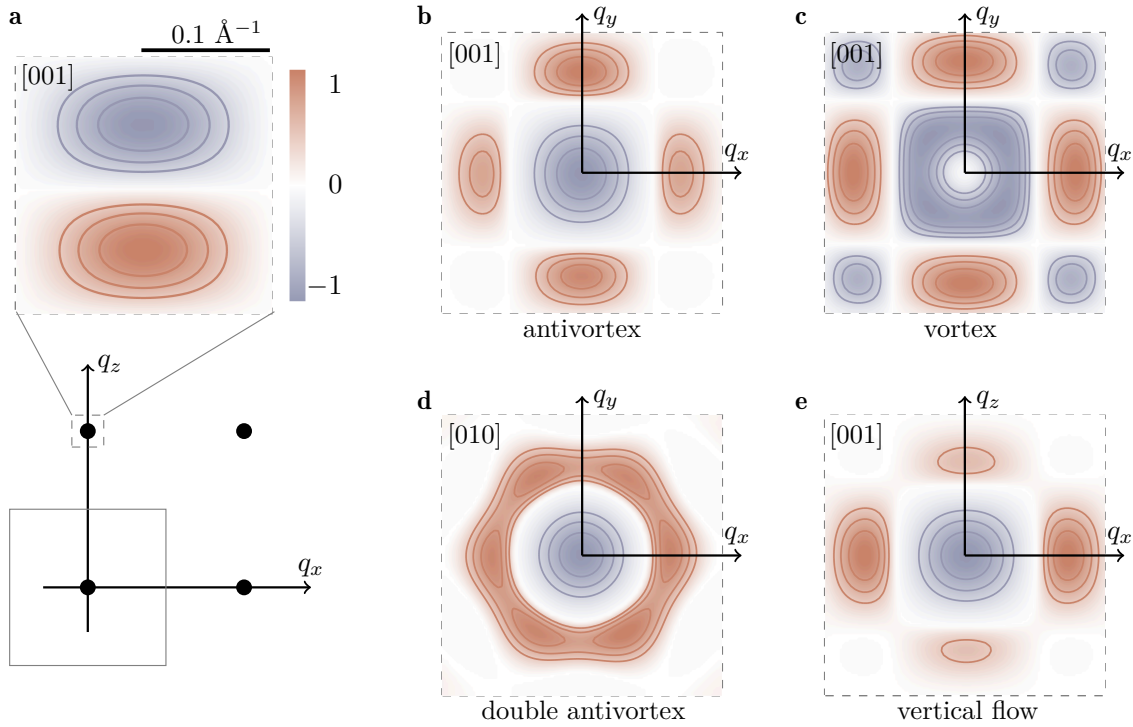 a
0.1 Å⁻¹
[001]
1
0
−1
q_z
q_x
b
q_y
[001]
q_x
antivortex
c
q_y
[001]
q_x
vortex
d
q_y
[010]
q_x
double antivortex
e
q_z
[001]
q_x
vertical flow